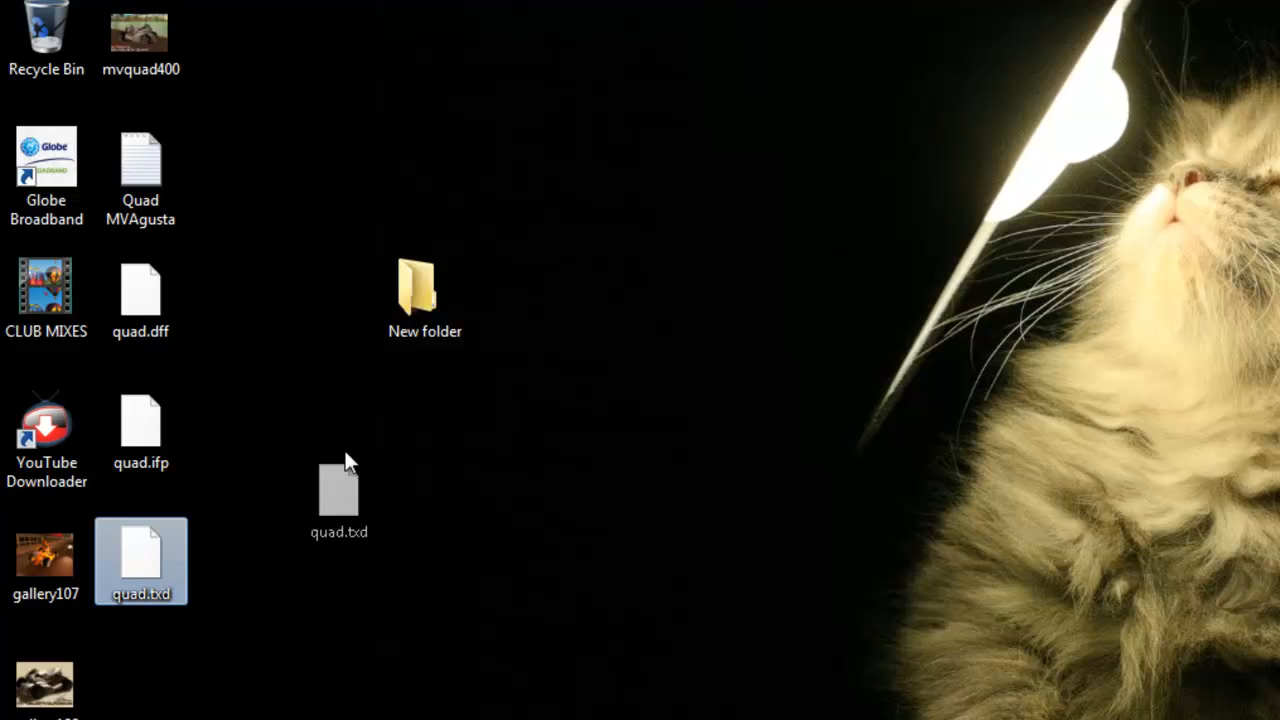 Recycle Bin
mvquad400
Globe
Globe
Broadband
Quad
MVAgusta
CLUB MIXES
quad.dff
New folder
YouTube
Downloader
quad.ifp
quad.txd
gallery107
quad.txd